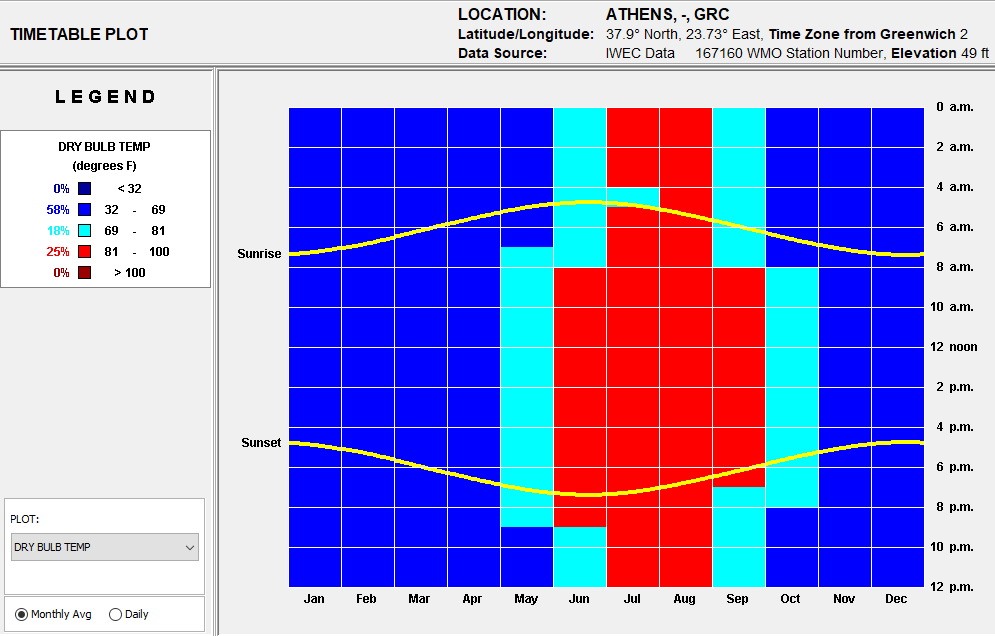 TIMETABLE PLOT
LOCATION: ATHENS, -, GRC
Latitude/Longitude: 37.9° North, 23.73° East, Time Zone from Greenwich 2
Data Source: IWEC Data 167160 WMO Station Number, Elevation 49 ft
LEGEND
DRY BULB TEMP
(degrees F)
0% < 32
58% 32 - 69
18% 69 - 81
25% 81 - 100
0% > 100
PLOT:
DRY BULB TEMP
Monthly Avg Daily
Sunrise
Sunset
0 a.m.
2 a.m.
4 a.m.
6 a.m.
8 a.m.
10 a.m.
12 noon
2 p.m.
4 p.m.
6 p.m.
8 p.m.
10 p.m.
12 p.m.
Jan Feb Mar Apr May Jun Jul Aug Sep Oct Nov Dec